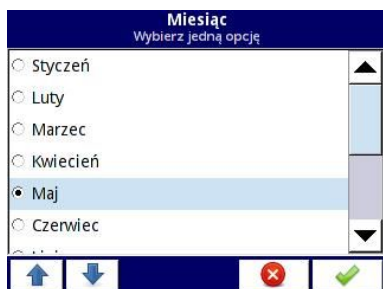 Miesiąc
Wybierz jedną opcję
Styczeń
Luty
Marzec
Kwiecień
Maj
Czerwiec